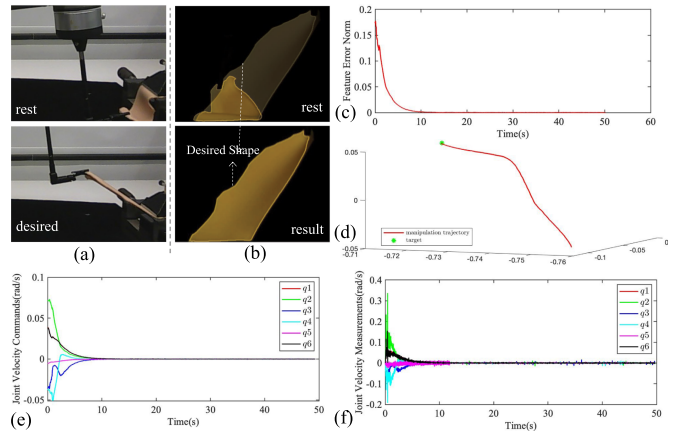 rest
desired
(a)
rest
Desired Shape
result
(b)
0.2
0.15
0.1
0.05
0
Feature Error Norm
0 10 20 30 40 50 60
Time(s)
(c)
0.05
0
-0.05
-0.71 -0.72 -0.73 -0.74 -0.75 -0.76
-0.1 -0.05
manipulation trajectory
target
(d)
0.1
0.05
0
-0.05
Joint Velocity Commands(rad/s)
0 10 20 30 40 50
Time(s)
q1
q2
q3
q4
q5
q6
(e)
0.4
0.3
0.2
0.1
0
-0.1
-0.2
Joint Velocity Measurements(rad/s)
0 10 20 30 40 50
Time(s)
q1
q2
q3
q4
q5
q6
(f)